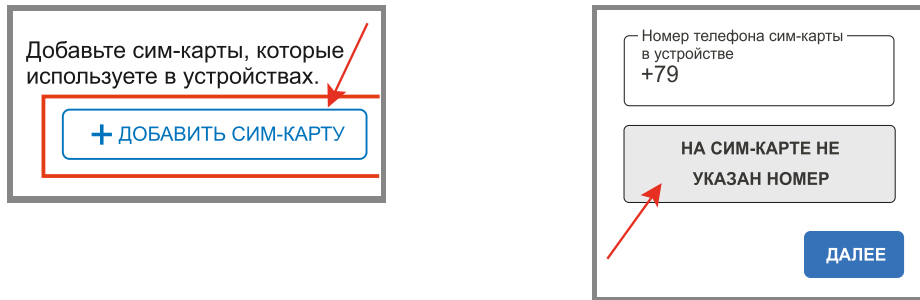 Добавьте сим-карты, которые
используете в устройствах.
+ ДОБАВИТЬ СИМ-КАРТУ
Номер телефона сим-карты
в устройстве
+79
НА СИМ-КАРТЕ НЕ
УКАЗАН НОМЕР
ДАЛЕЕ